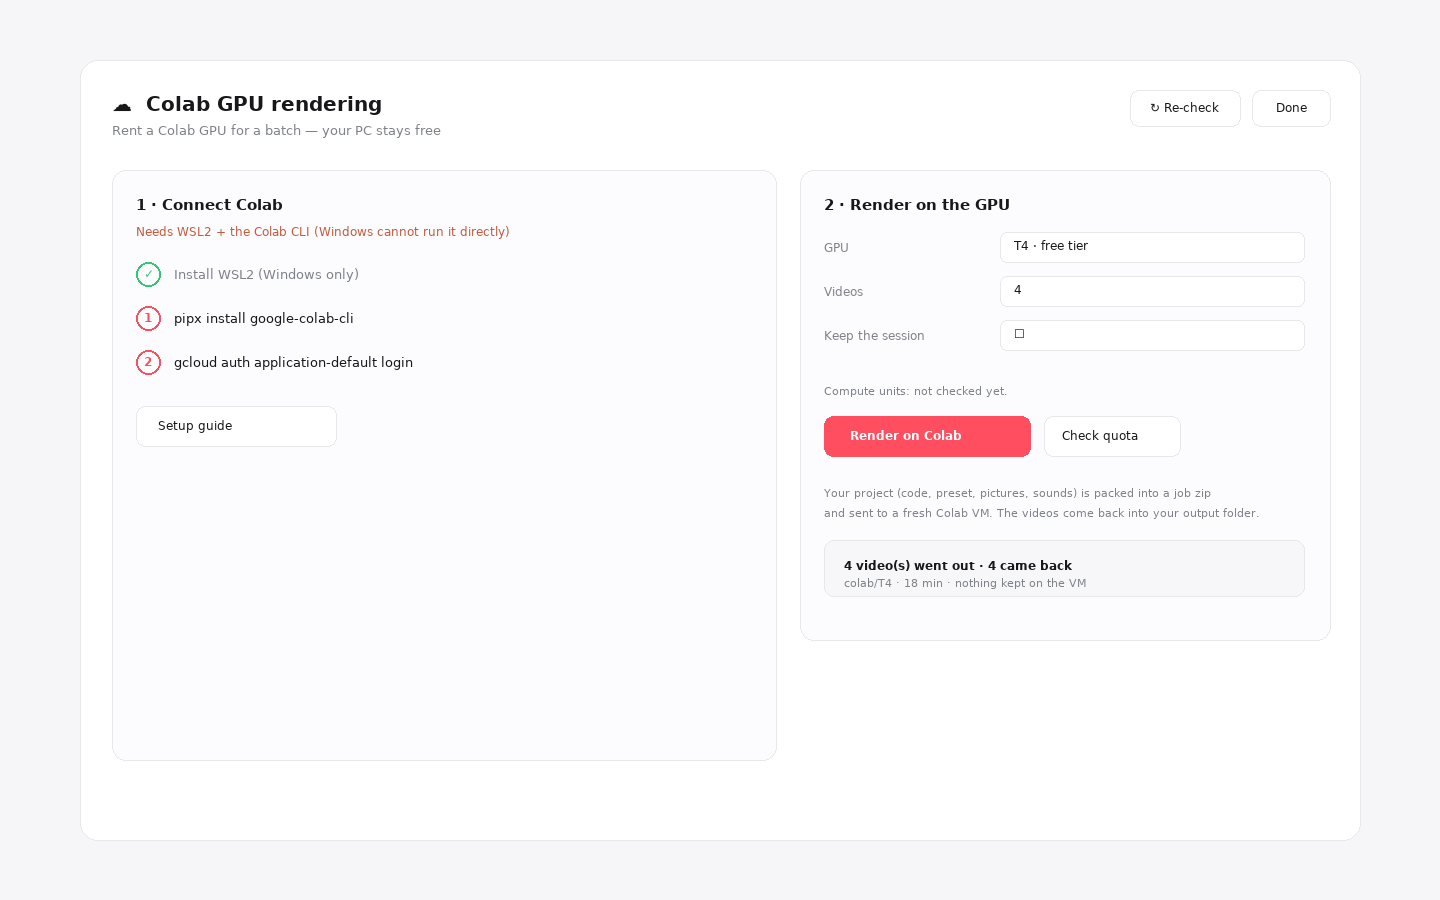 ☁ Colab GPU rendering
Rent a Colab GPU for a batch — your PC stays free
↻ Re-check
Done
1 · Connect Colab
Needs WSL2 + the Colab CLI (Windows cannot run it directly)
✓ Install WSL2 (Windows only)
1 pipx install google-colab-cli
2 gcloud auth application-default login
Setup guide
2 · Render on the GPU
GPU T4 · free tier
Videos 4
Keep the session ☐
Compute units: not checked yet.
Render on Colab
Check quota
Your project (code, preset, pictures, sounds) is packed into a job zip
and sent to a fresh Colab VM. The videos come back into your output folder.
4 video(s) went out · 4 came back
colab/T4 · 18 min · nothing kept on the VM